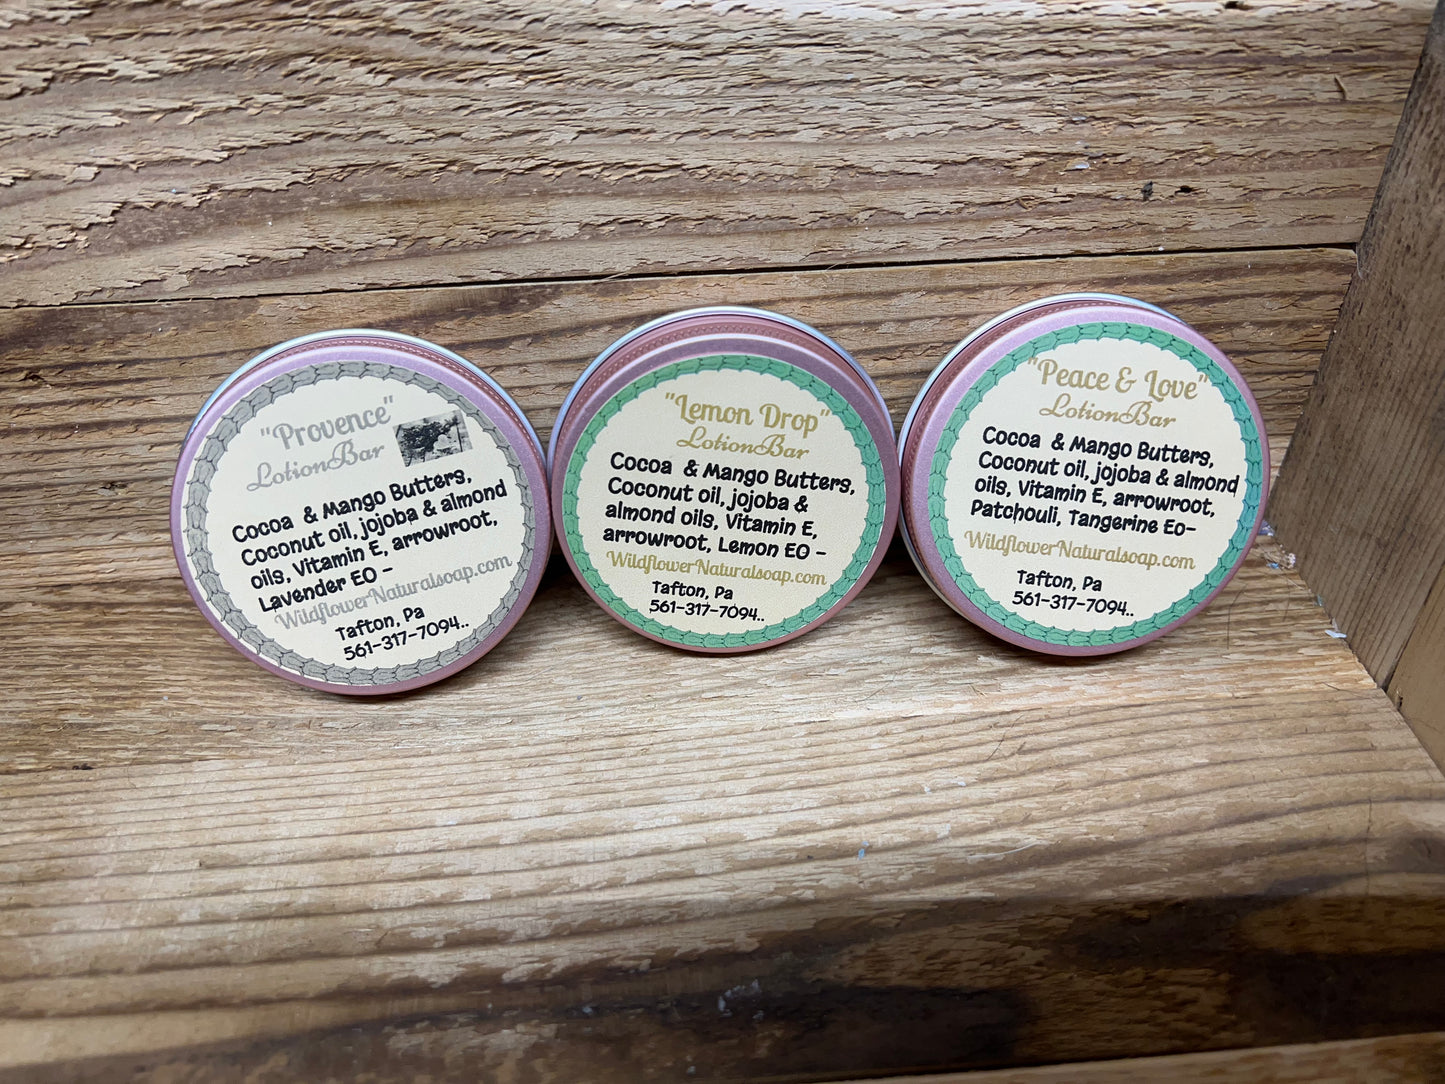 "Provence"
LotionBar
Cocoa & Mango Butters,
Coconut oil, jojoba & almond
oils, Vitamin E, arrowroot,
Lavender EO -
WildflowerNaturalsoap.com
Tafton, Pa
561-317-7094..
"Lemon Drop"
LotionBar
Cocoa & Mango Butters,
Coconut oil, jojoba &
almond oils, Vitamin E,
arrowroot, Lemon EO -
WildflowerNaturalsoap.com
Tafton, Pa
561-317-7094..
"Peace & Love"
LotionBar
Cocoa & Mango Butters,
Coconut oil, jojoba & almond
oils, Vitamin E, arrowroot,
Patchouli, Tangerine Eo-
WildflowerNaturalsoap.com
Tafton, Pa
561-317-7094..